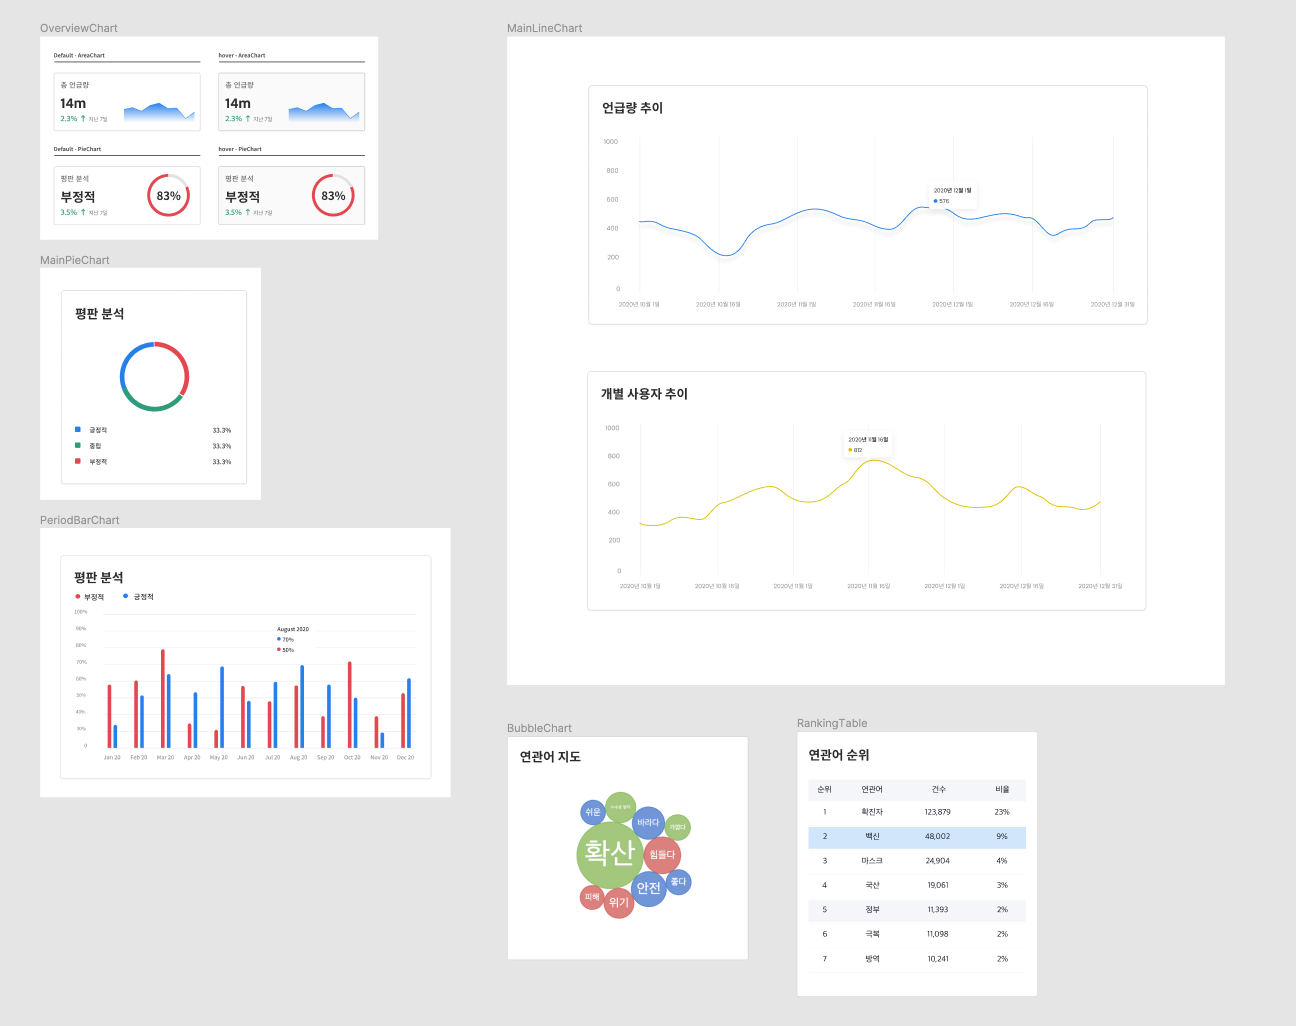 OverviewChart
Default - AreaChart
hover - AreaChart
총 언급량
14m
2.3% ↑ 지난 7일
총 언급량
14m
2.3% ↑ 지난 7일
Default - PieChart
hover - PieChart
평판 분석
부정적
3.5% ↑ 지난 7일
83%
평판 분석
부정적
3.5% ↑ 지난 7일
83%
MainPieChart
평판 분석
긍정적 33.3%
중립 33.3%
부정적 33.3%
PeriodBarChart
평판 분석
부정적 긍정적
100%
90%
80%
70%
60%
50%
40%
30%
0
August 2020
70%
50%
Jan 20 Feb 20 Mar 20 Apr 20 May 20 Jun 20 Jul 20 Aug 20 Sep 20 Oct 20 Nov 20 Dec 20
MainLineChart
언급량 추이
1000
800
600
400
200
0
2020년 12월 1일
576
2020년 10월 1일 2020년 10월 16일 2020년 11월 1일 2020년 11월 16일 2020년 12월 1일 2020년 12월 16일 2020년 12월 31일
개별 사용자 추이
1000
800
600
400
200
0
2020년 11월 16일
812
2020년 10월 1일 2020년 10월 16일 2020년 11월 1일 2020년 11월 16일 2020년 12월 1일 2020년 12월 16일 2020년 12월 31일
BubbleChart
연관어 지도
쉬운
바라다
가깝다
확산
힘들다
안전
좋다
피해
위기
RankingTable
연관어 순위
순위 연관어 건수 비율
1 확진자 123,879 23%
2 백신 48,002 9%
3 마스크 24,904 4%
4 국산 19,061 3%
5 정부 11,393 2%
6 극복 11,098 2%
7 방역 10,241 2%